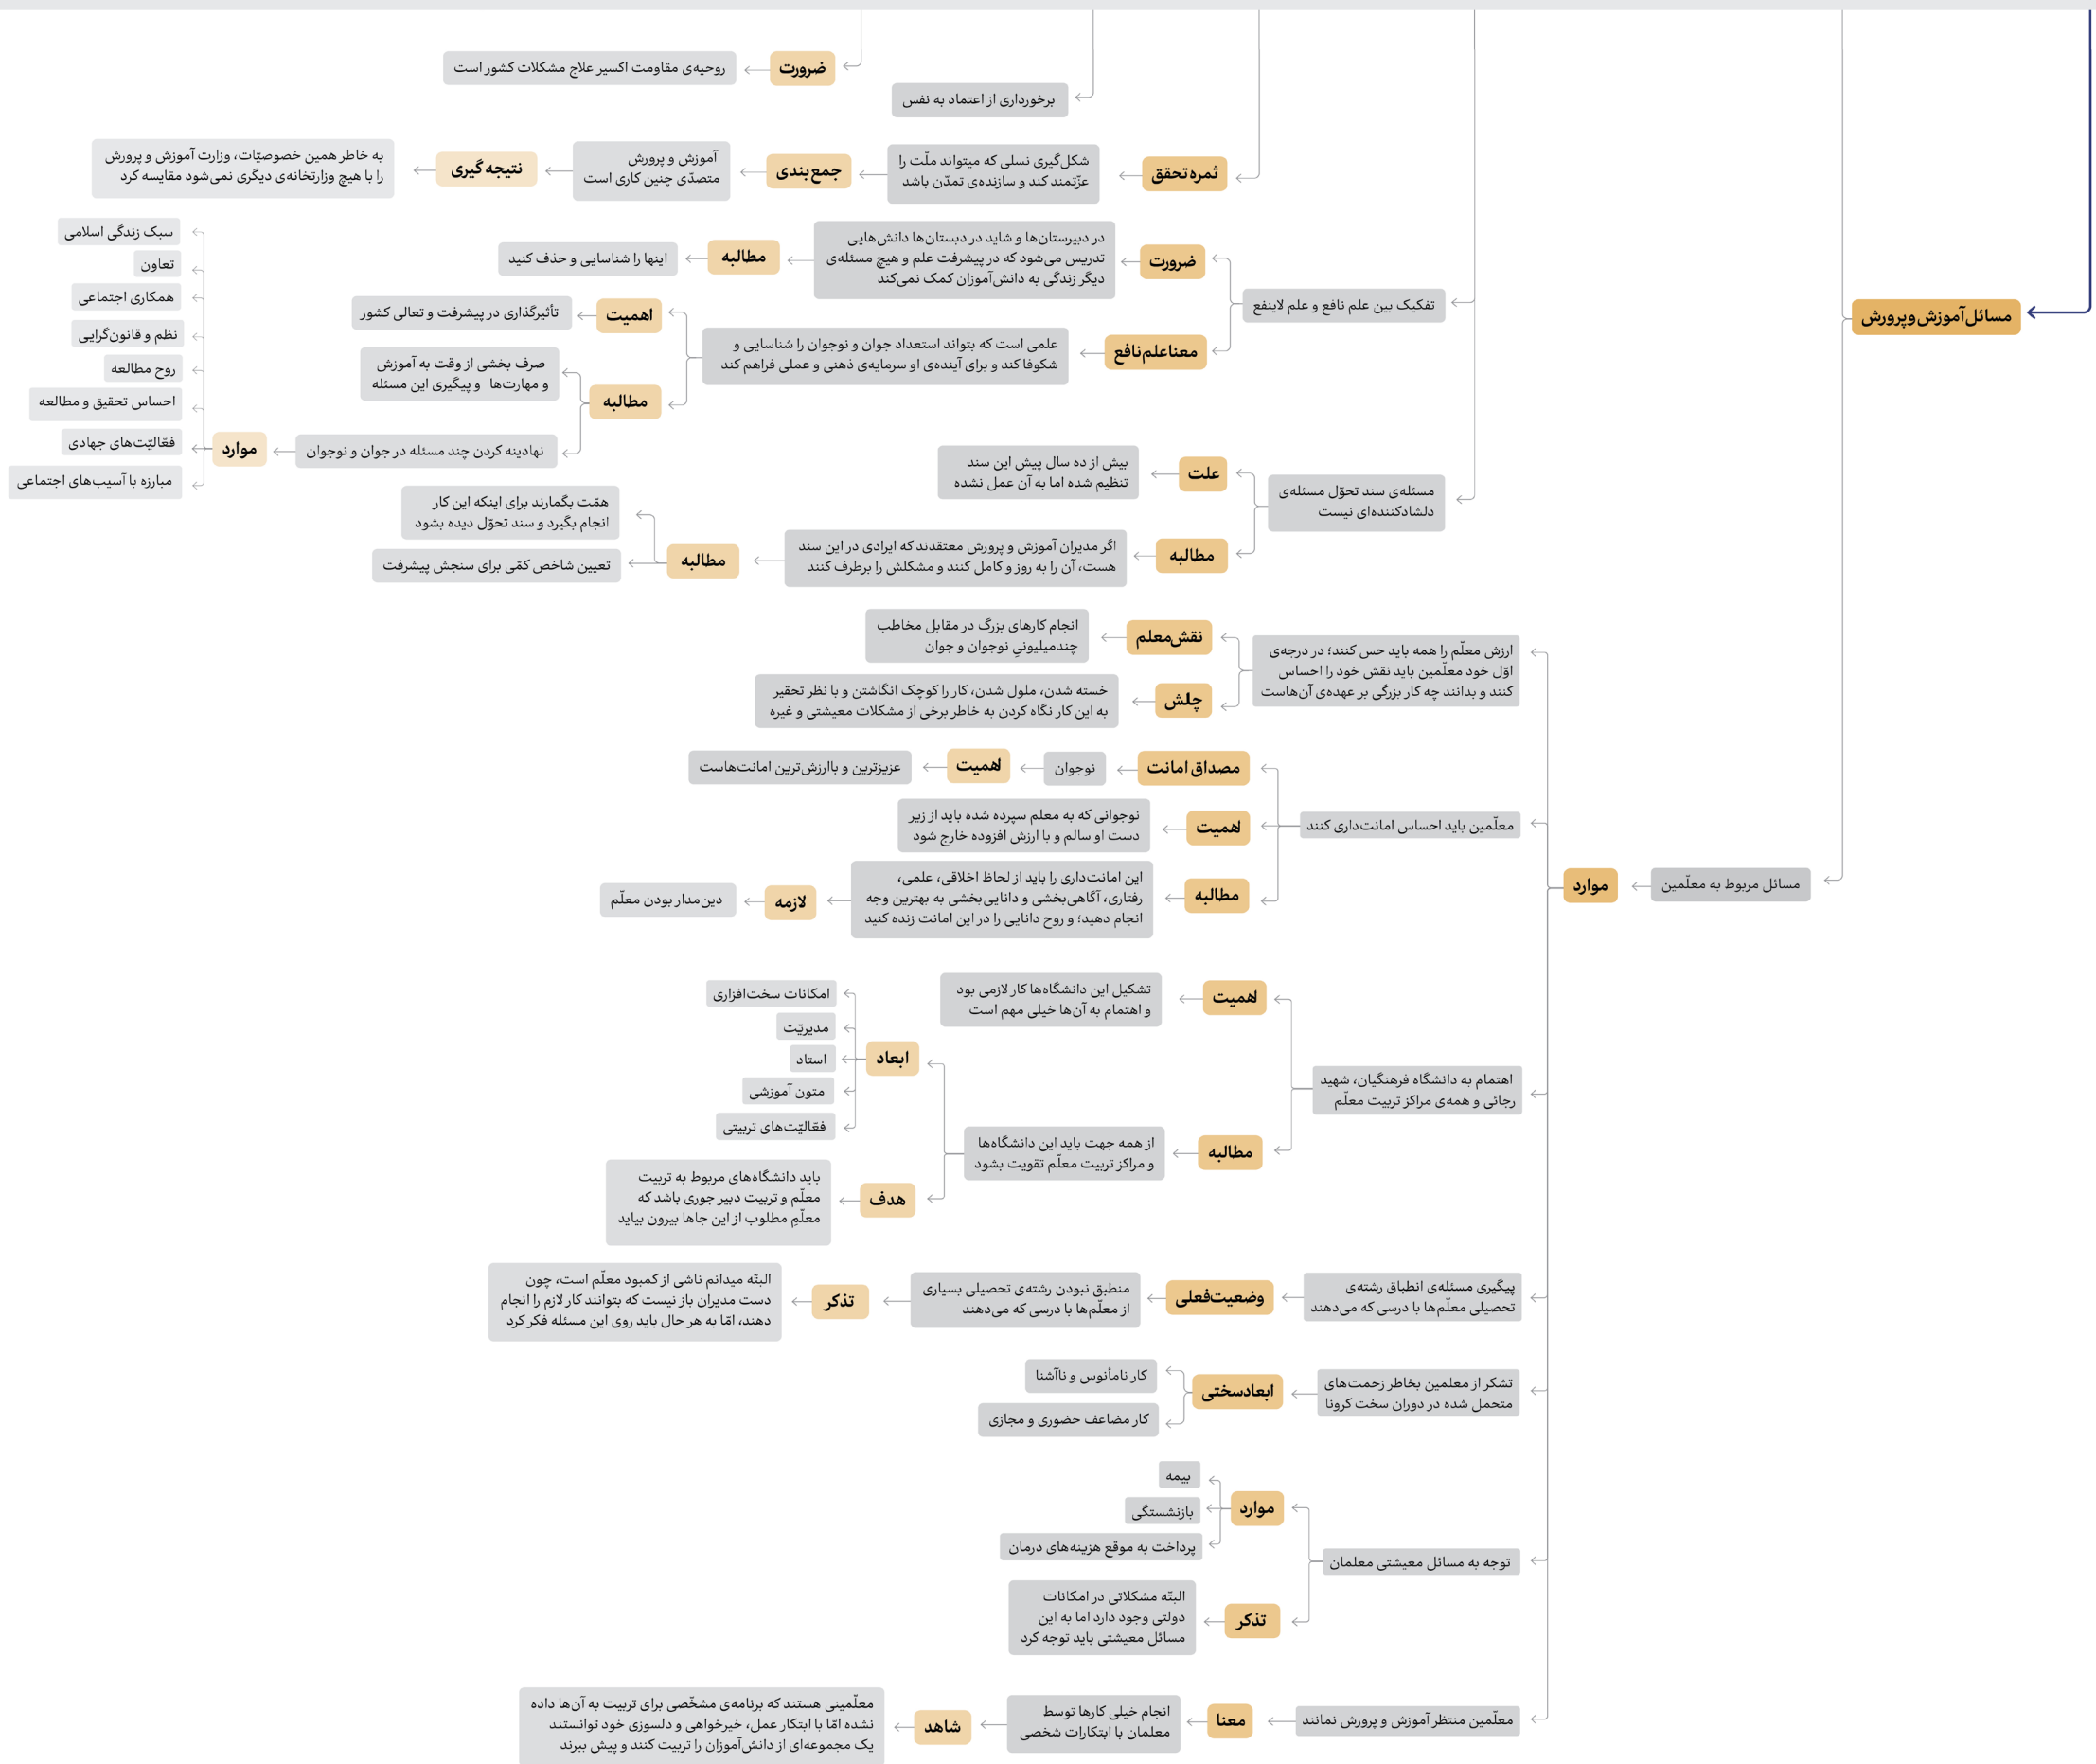 ضرورت
روحیه‌ی مقاومت اکسیر علاج مشکلات کشور است
برخورداری از اعتماد به نفس
ثمره تحقق
شکل‌گیری نسلی که میتواند ملّت را
عزّتمند کند و سازنده‌ی تمدّن باشد
جمع‌بندی
آموزش و پرورش
متصدّی چنین کاری است
نتیجه‌گیری
به خاطر همین خصوصیّات، وزارت آموزش و پرورش
را با هیچ وزارتخانه‌ی دیگری نمی‌شود مقایسه کرد
مسائل آموزش و پرورش
تفکیک بین علم نافع و علم لاینفع
ضرورت
در دبیرستان‌ها و شاید در دبستان‌ها دانش‌هایی
تدریس می‌شود که در پیشرفت علم و هیچ مسئله‌ی
دیگر زندگی به دانش‌آموزان کمک نمی‌کند
مطالبه
اینها را شناسایی و حذف کنید
معنا علم نافع
علمی است که بتواند استعداد جوان و نوجوان را شناسایی و
شکوفا کند و برای آینده‌ی او سرمایه‌ی ذهنی و عملی فراهم کند
اهمیت
تأثیرگذاری در پیشرفت و تعالی کشور
مطالبه
صرف بخشی از وقت به آموزش
و مهارت‌ها و پیگیری این مسئله
نهادینه کردن چند مسئله در جوان و نوجوان
موارد
سبک زندگی اسلامی
تعاون
همکاری اجتماعی
نظم و قانون‌گرایی
روح مطالعه
احساس تحقیق و مطالعه
فعّالیّت‌های جهادی
مبارزه با آسیب‌های اجتماعی
مسئله‌ی سند تحوّل مسئله‌ی
دلشادکننده‌ای نیست
علت
بیش از ده سال پیش این سند
تنظیم شده اما به آن عمل نشده
مطالبه
اگر مدیران آموزش و پرورش معتقدند که ایرادی در این سند
هست، آن را به روز و کامل کنند و مشکلش را برطرف کنند
مطالبه
همّت بگمارند برای اینکه این کار
انجام بگیرد و سند تحوّل دیده بشود
تعیین شاخص کمّی برای سنجش پیشرفت
مسائل مربوط به معلّمین
موارد
ارزش معلّم را همه باید حس کنند؛ در درجه‌ی
اوّل خود معلّمین باید نقش خود را احساس
کنند و بدانند چه کار بزرگی بر عهده‌ی آن‌هاست
نقش معلم
انجام کارهای بزرگ در مقابل مخاطب
چندمیلیونیِ نوجوان و جوان
چلش
خسته شدن، ملول شدن، کار را کوچک انگاشتن و با نظر تحقیر
به این کار نگاه کردن به خاطر برخی از مشکلات معیشتی و غیره
معلّمین باید احساس امانت‌داری کنند
مصداق امانت
نوجوان
اهمیت
عزیزترین و باارزش‌ترین امانت‌هاست
اهمیت
نوجوانی که به معلم سپرده شده باید از زیر
دست او سالم و با ارزش افزوده خارج شود
مطالبه
این امانت‌داری را باید از لحاظ اخلاقی، علمی،
رفتاری، آگاهی‌بخشی و دانایی‌بخشی به بهترین وجه
انجام دهید؛ و روح دانایی را در این امانت زنده کنید
لازمه
دین‌مدار بودن معلّم
اهتمام به دانشگاه فرهنگیان، شهید
رجائی و همه‌ی مراکز تربیت معلّم
اهمیت
تشکیل این دانشگاه‌ها کار لازمی بود
و اهتمام به آن‌ها خیلی مهم است
مطالبه
از همه جهت باید این دانشگاه‌ها
و مراکز تربیت معلّم تقویت بشود
ابعاد
امکانات سخت‌افزاری
مدیریّت
استاد
متون آموزشی
فعّالیّت‌های تربیتی
هدف
باید دانشگاه‌های مربوط به تربیت
معلّم و تربیت دبیر جوری باشد که
معلّمِ مطلوب از این جاها بیرون بیاید
پیگیری مسئله‌ی انطباق رشته‌ی
تحصیلی معلّم‌ها با درسی که می‌دهند
وضعیت فعلی
منطبق نبودن رشته‌ی تحصیلی بسیاری
از معلّم‌ها با درسی که می‌دهند
تذکر
البتّه میدانم ناشی از کمبود معلّم است، چون
دست مدیران باز نیست که بتوانند کار لازم را انجام
دهند، امّا به هر حال باید روی این مسئله فکر کرد
تشکر از معلمین بخاطر زحمت‌های
متحمل شده در دوران سخت کرونا
ابعاد سختی
کار نامأنوس و ناآشنا
کار مضاعف حضوری و مجازی
توجه به مسائل معیشتی معلمان
موارد
بیمه
بازنشستگی
پرداخت به موقع هزینه‌های درمان
تذکر
البتّه مشکلاتی در امکانات
دولتی وجود دارد اما به این
مسائل معیشتی باید توجه کرد
معلّمین منتظر آموزش و پرورش نمانند
معنا
انجام خیلی کارها توسط
معلمان با ابتکارات شخصی
شاهد
معلّمینی هستند که برنامه‌ی مشخّصی برای تربیت به آن‌ها داده
نشده امّا با ابتکار عمل، خیرخواهی و دلسوزی خود توانستند
یک مجموعه‌ای از دانش‌آموزان را تربیت کنند و پیش ببرند